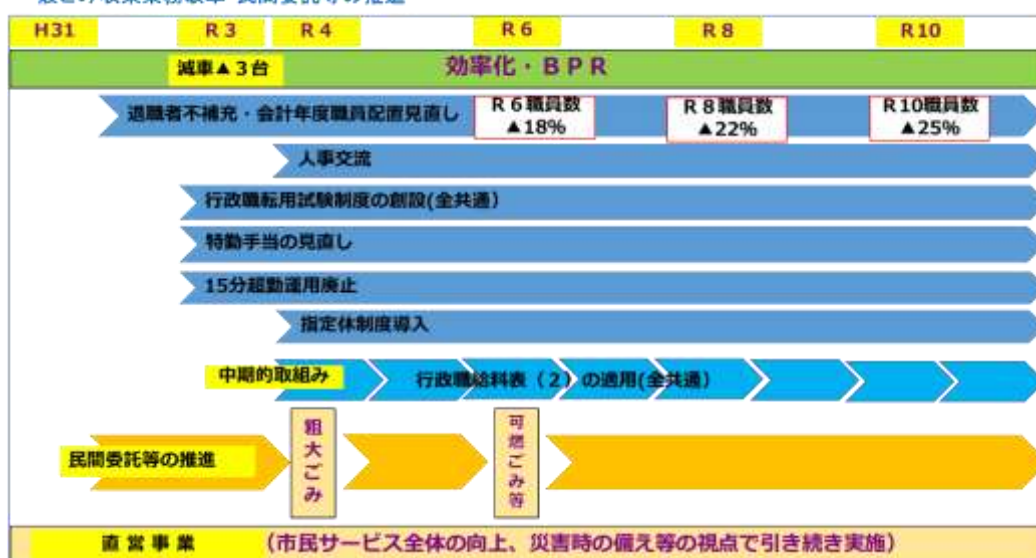 H31 R3 R4 R6 R8 R10
減車▲3台 効率化・BPR
退職者不補充・会計年度職員配置見直し
R6職員数
▲18%
R8職員数
▲22%
R10職員数
▲25%
人事交流
行政職転用試験制度の創設(全共通)
特勤手当の見直し
15分超勤運用廃止
指定休制度導入
中期的取組み 行政職給料表(2)の適用(全共通)
民間委託等の推進
粗大ごみ
可燃ごみ等
直営事業 (市民サービス全体の向上、災害時の備え等の視点で引き続き実施)